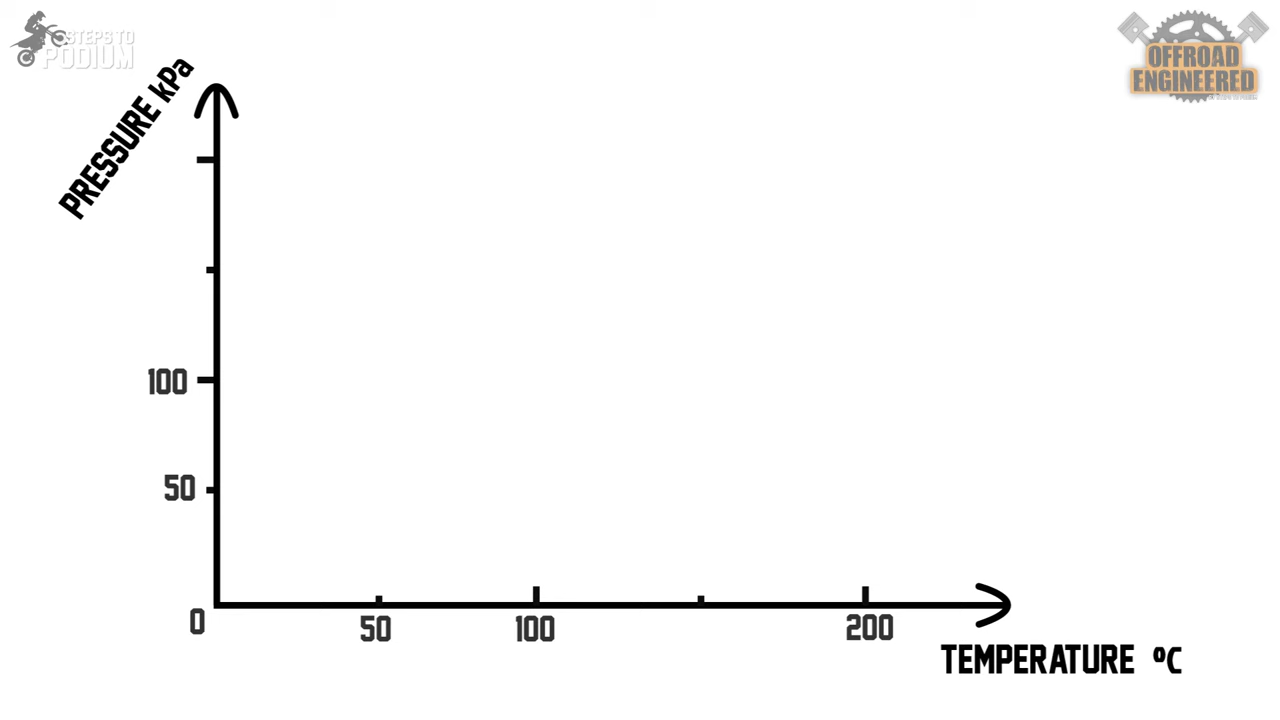 STEPS TO
PODIUM
OFFROAD
ENGINEERED
PRESSURE kPa
100
50
0
50
100
200
TEMPERATURE ºC